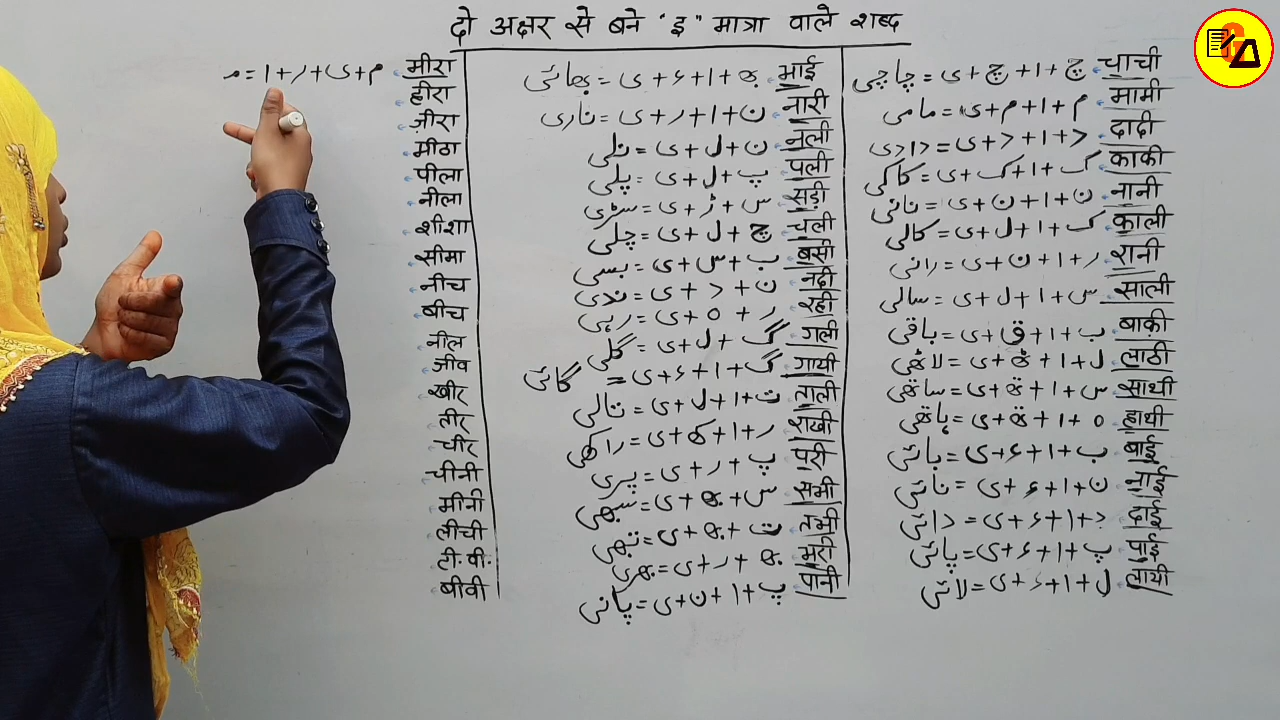 दो अक्षर से बने "इ" मात्रा वाले शब्द
चाची چ+ا+چ+ی=چاچی
मामी م+ا+م+ی=مامی
दादी د+ا+د+ی=دادی
काकी ک+ا+ک+ی=کاکی
नानी ن+ا+ن+ی=نانی
काली ک+ا+ل+ی=کالی
रानी ر+ا+ن+ی=رانی
साली س+ا+ل+ی=سالی
बाक़ी ب+ا+ق+ی=باقی
लाठी ل+ا+ٹھ+ی=لاٹھی
साथी س+ا+تھ+ی=ساتھی
हाथी ہ+ا+تھ+ی=ہاتھی
बाई ب+ا+ء+ی=بائی
नाई ن+ا+ء+ی=نائی
दाई د+ا+ء+ی=دائی
पाई پ+ا+ء+ی=پائی
लायी ل+ا+ء+ی=لائی
भाई بھ+ا+ء+ی=بھائی
नारी ن+ا+ر+ی=ناری
नली ن+ل+ی=نلی
पली پ+ل+ی=پلی
सड़ी س+ڑ+ی=سڑی
चली چ+ل+ی=چلی
बसी ب+س+ی=بسی
नदी ن+د+ی=ندی
रही ر+ہ+ی=رہی
गली گ+ل+ی=گلی
गायी گ+ا+ء+ی=گائی
ताली ت+ا+ل+ی=تالی
राखी ر+ا+کھ+ی=راکھی
परी پ+ر+ی=پری
सभी س+بھ+ی=سبھی
तभी ت+بھ+ی=تبھی
भरी بھ+ر+ی=بھری
पानी پ+ا+ن+ی=پانی
मीरा م+ی+ر+ا=مـ
हीरा
ज़ीरा
मीठा
पीला
नीला
शीशा
सीमा
नीच
बीच
नील
जीव
खीर
तीर
चीर
चीनी
मीनी
लीची
टी.वी.
बीवी